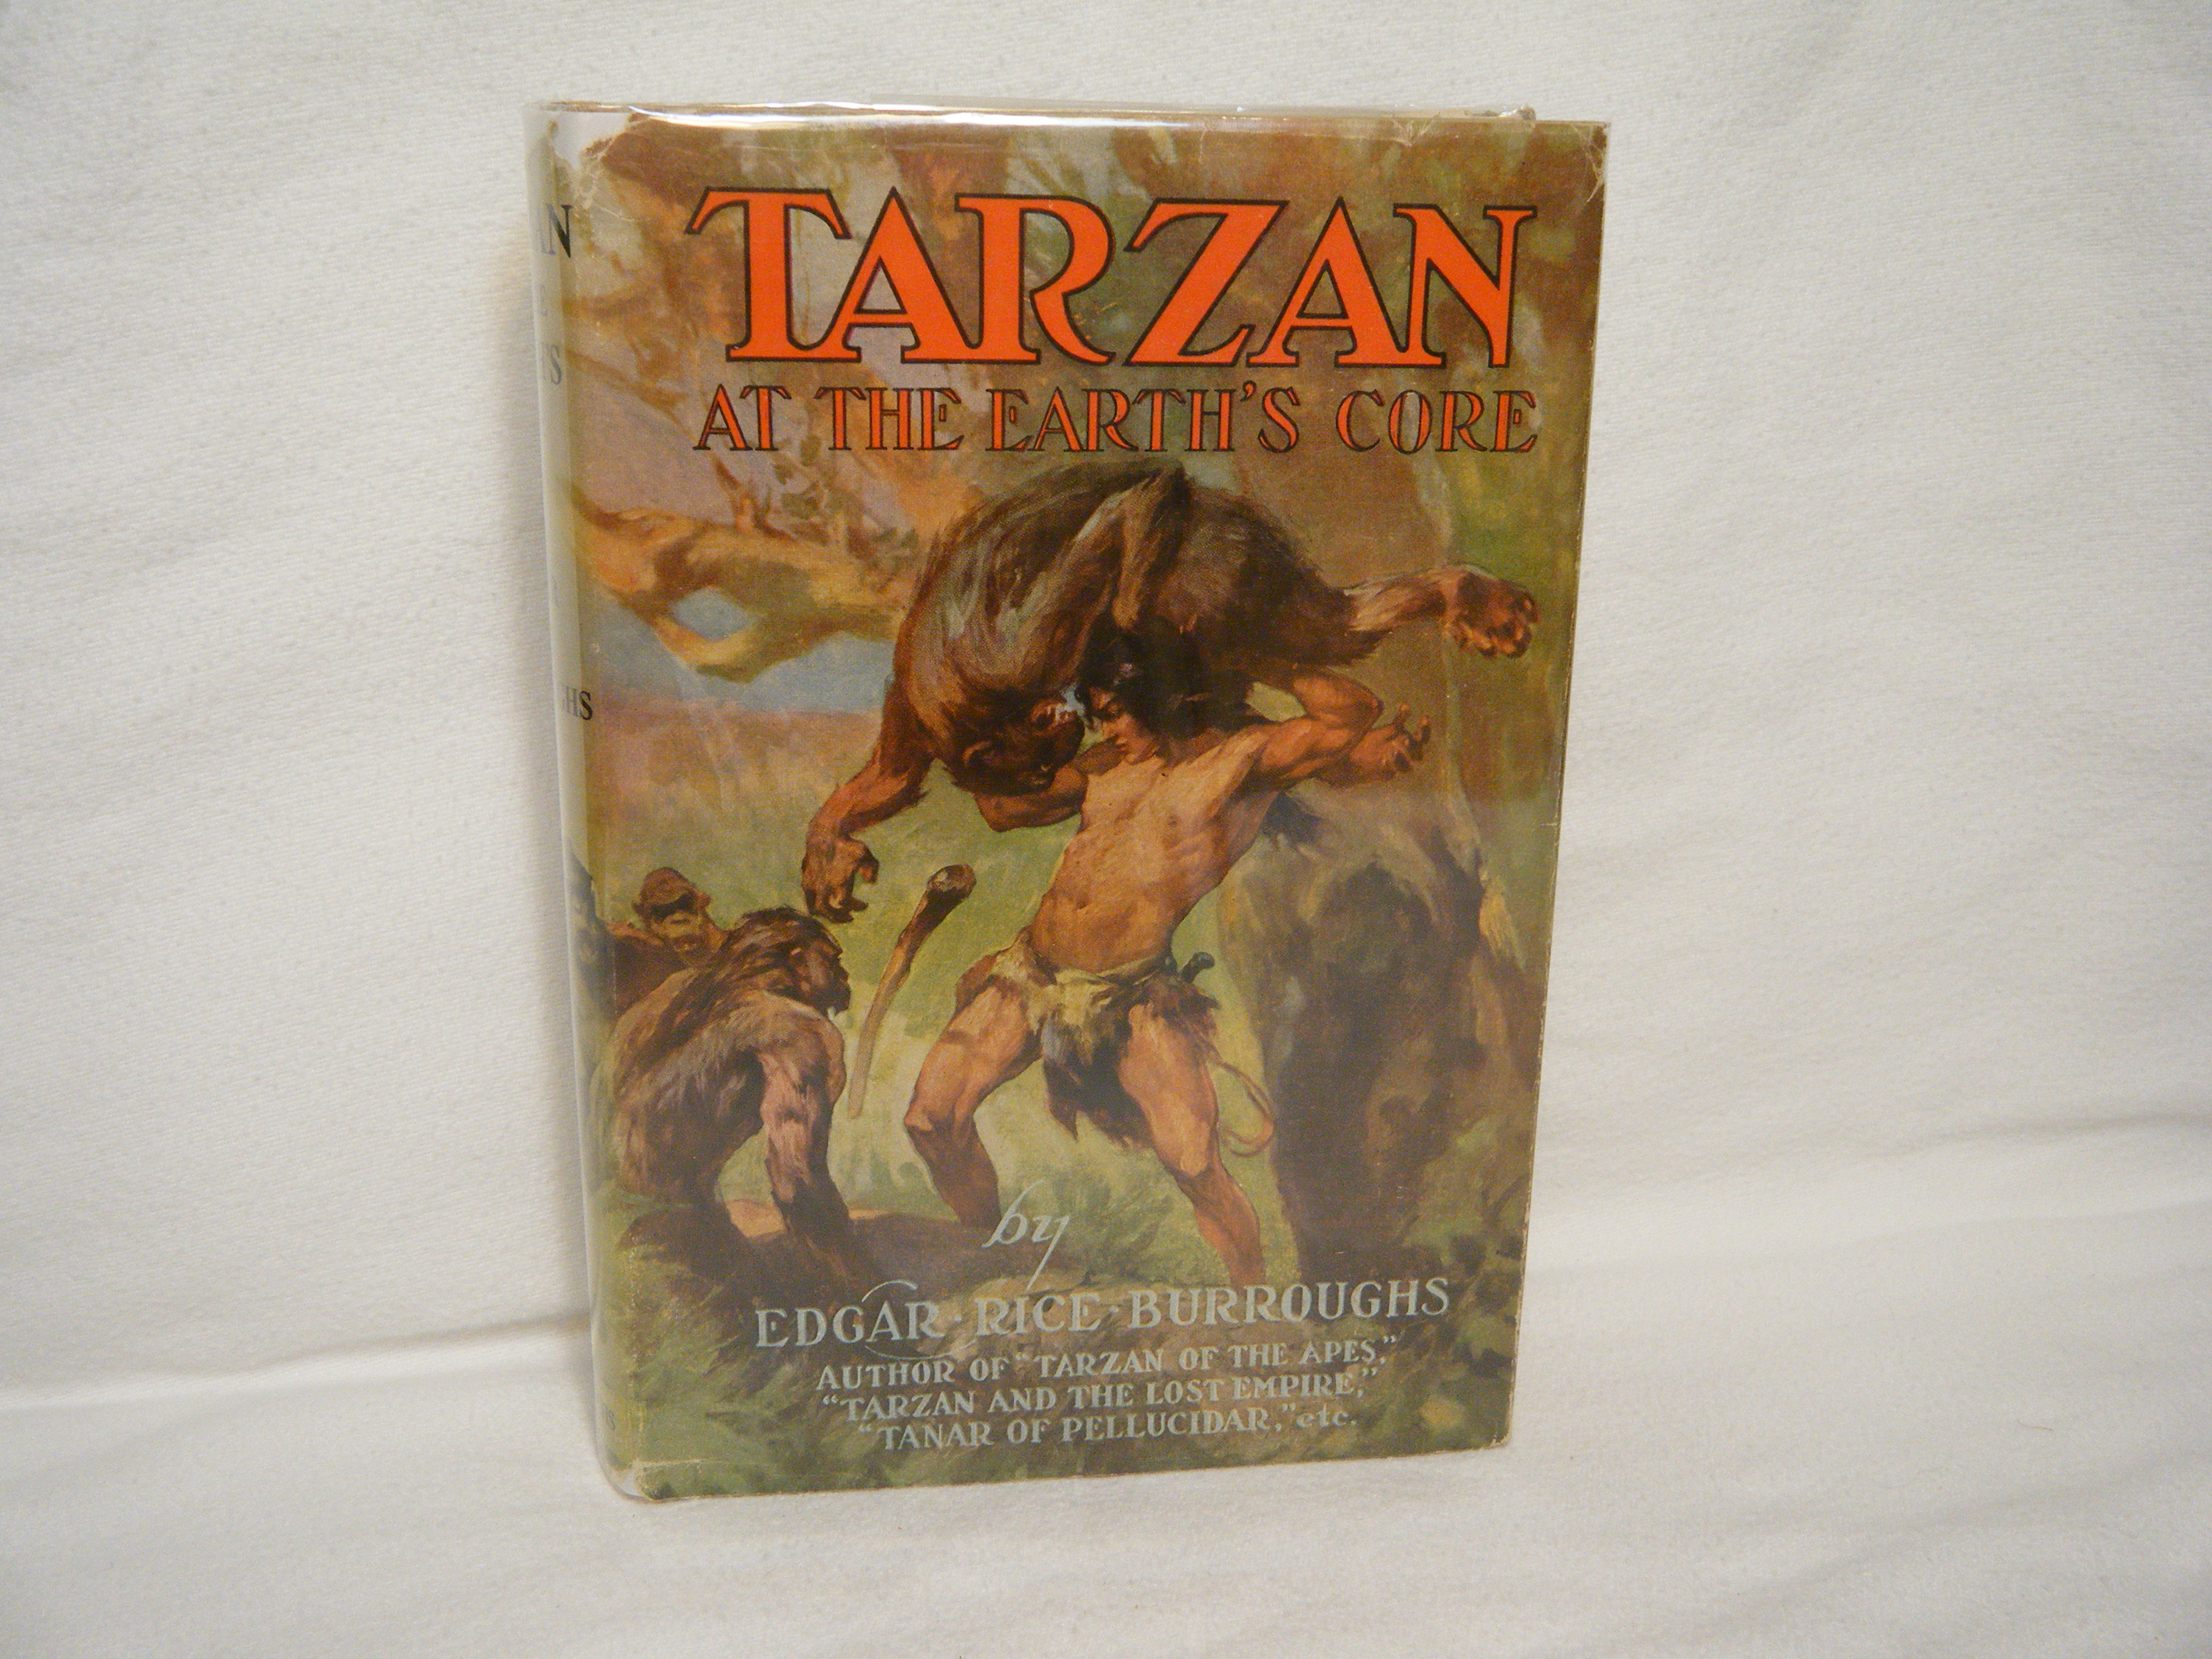 TARZAN
AT THE EARTH'S CORE
by
EDGAR·RICE·BURROUGHS
AUTHOR OF "TARZAN OF THE APES,"
"TARZAN AND THE LOST EMPIRE,"
"TANAR OF PELLUCIDAR," etc.